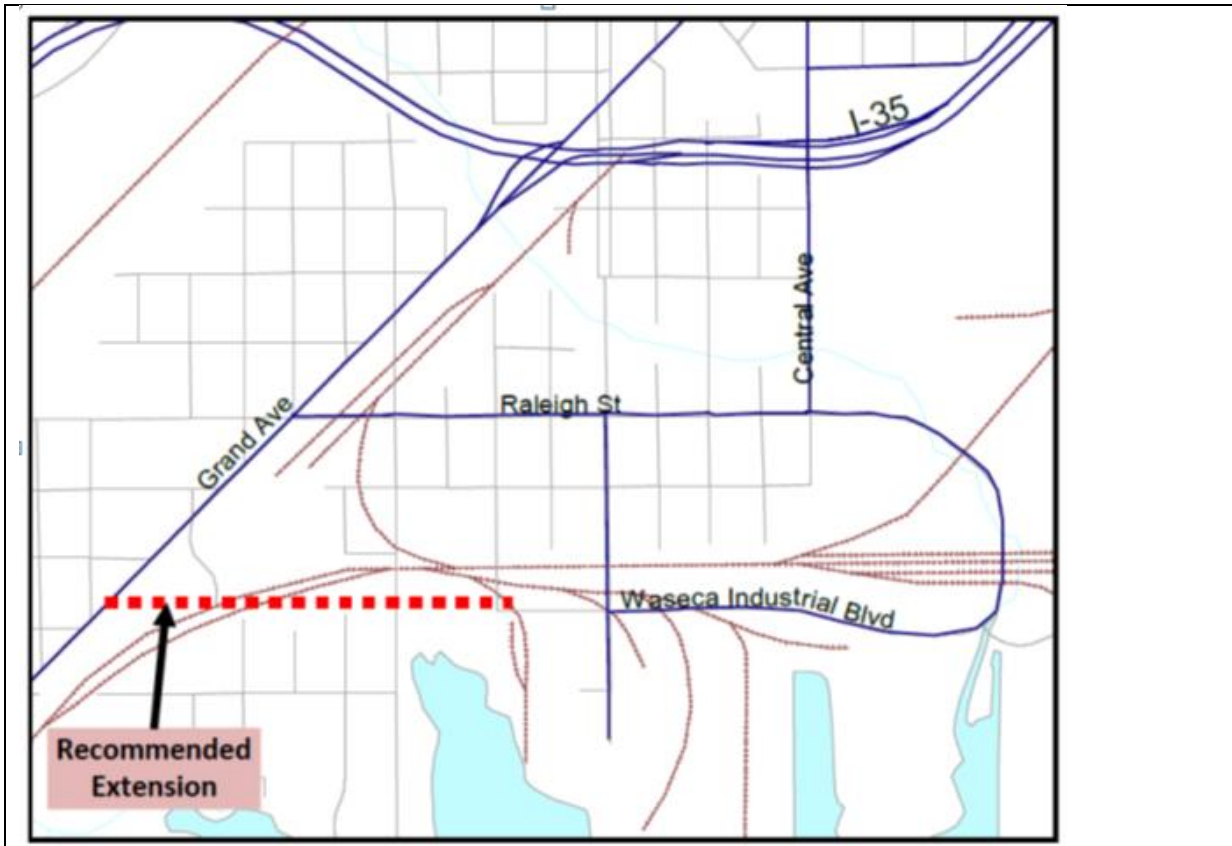 I-35
Central Ave
Raleigh St
Grand Ave
Waseca Industrial Blvd
Recommended
Extension